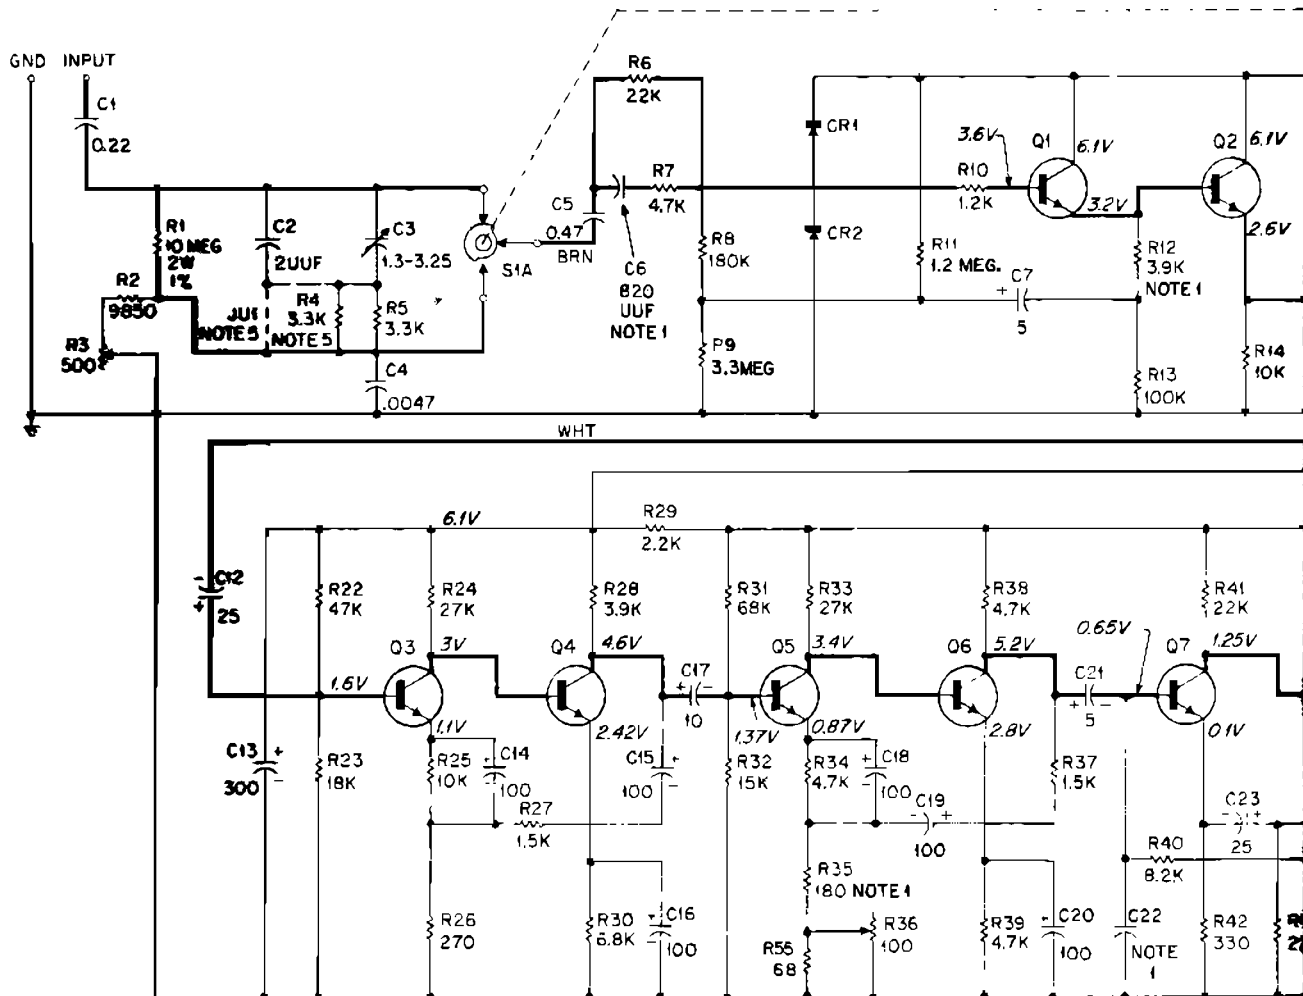 GND INPUT
C1
0.22
R1
10 MEG
2W
1%
R2
9850
R3
500
C2
2UUF
C3
1.3-3.25
JU1
NOTE 5
R4
3.3K
NOTE 5
R5
3.3K
C4
.0047
S1A
BRN
C5
0.47
R6
22K
R7
4.7K
C6
820
UUF
NOTE 1
R8
180K
R9
3.3MEG
CR1
CR2
R11
1.2 MEG.
C7
+
5
R10
1.2K
3.6V
Q1
6.1V
3.2V
R12
3.9K
NOTE 1
R13
100K
Q2
6.1V
2.6V
R14
10K
WHT
C12
-
+
25
C13
+
-
300
R22
47K
1.6V
R23
18K
6.1V
R24
27K
Q3
3V
1.1V
R25
10K
C14
+
100
R26
270
R27
1.5K
R28
3.9K
Q4
4.6V
2.42V
R30
6.8K
C15
+
-
100
C16
+
-
100
R29
2.2K
C17
+ -
10
R31
68K
R32
15K
1.37V
R33
27K
Q5
3.4V
0.87V
R34
4.7K
C18
+
-
100
R35
180 NOTE 1
R55
68
R36
100
C19
- +
100
R38
4.7K
Q6
5.2V
2.8V
R39
4.7K
C20
+
100
R37
1.5K
C21
+ -
5
0.65V
C22
NOTE
1
R40
8.2K
R41
22K
Q7
1.25V
0.1V
R42
330
C23
- +
25